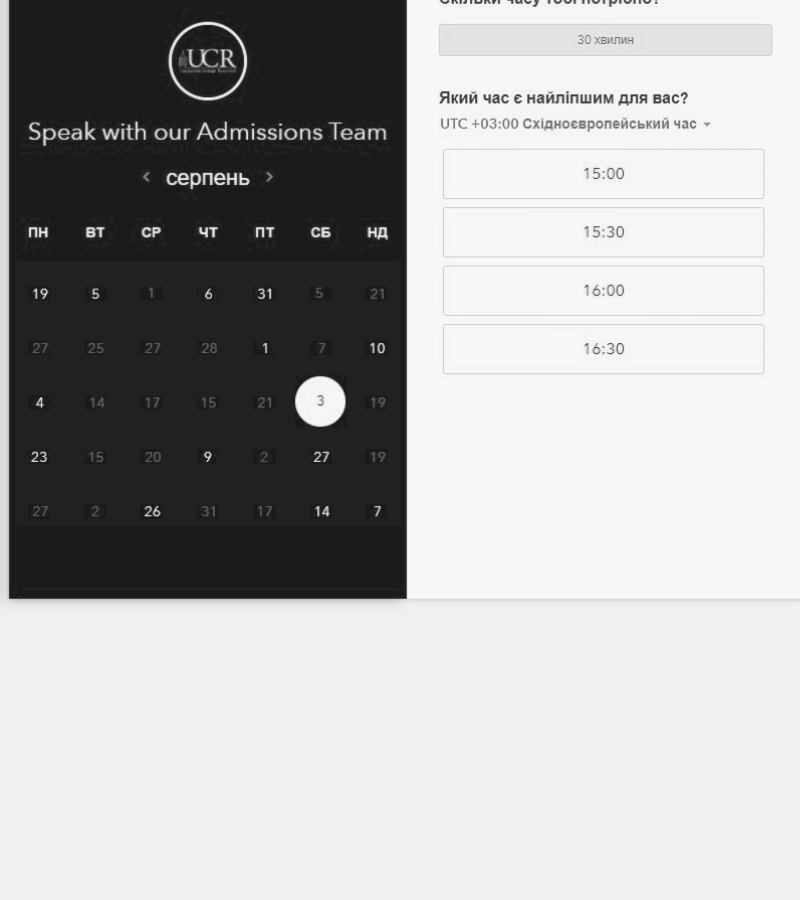 UCR
Speak with our Admissions Team
серпень
ПН ВТ СР ЧТ ПТ СБ НД
19 5 1 6 31 5 21
27 25 27 28 1 7 10
4 14 17 15 21 3 19
23 15 20 9 2 27 19
27 2 26 31 17 14 7
Скільки часу тобі потрібно?
30 хвилин
Який час є найліпшим для вас?
UTC +03:00 Східноєвропейський час
15:00
15:30
16:00
16:30